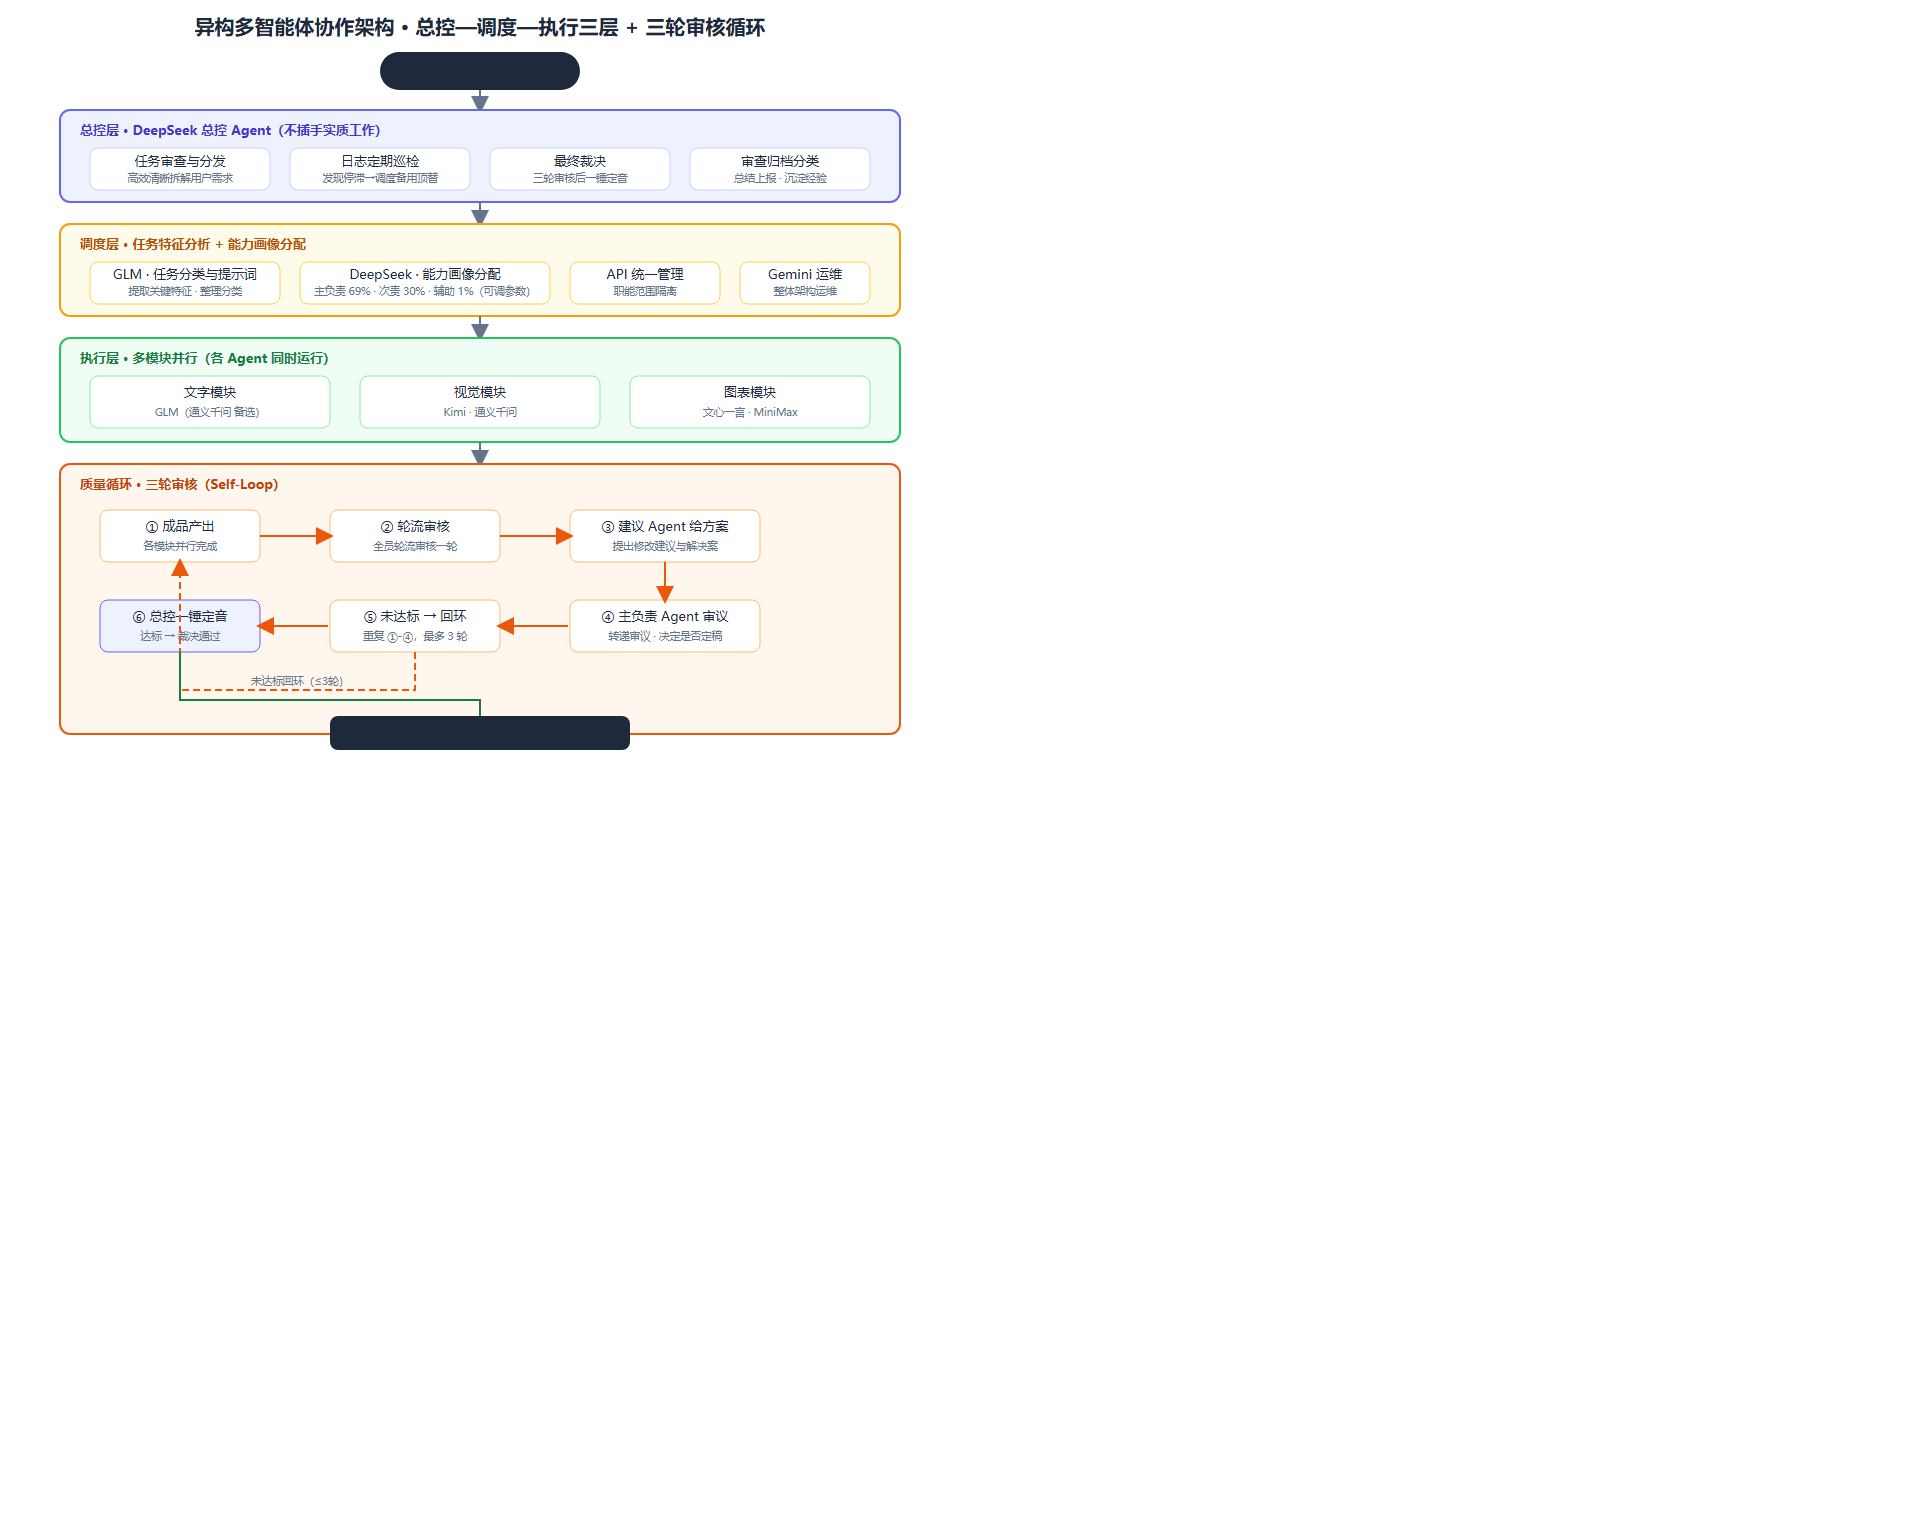 异构多智能体协作架构 • 总控—调度—执行三层 + 三轮审核循环
总控层 • DeepSeek 总控 Agent（不插手实质工作）
任务审查与分发
高效清晰拆解用户需求
日志定期巡检
发现停滞→调度备用顶替
最终裁决
三轮审核后一锤定音
审查归档分类
总结上报 · 沉淀经验
调度层 • 任务特征分析 + 能力画像分配
GLM · 任务分类与提示词
提取关键特征 · 整理分类
DeepSeek · 能力画像分配
主负责 69% · 次责 30% · 辅助 1%（可调参数）
API 统一管理
职能范围隔离
Gemini 运维
整体架构运维
执行层 • 多模块并行（各 Agent 同时运行）
文字模块
GLM（通义千问 备选）
视觉模块
Kimi · 通义千问
图表模块
文心一言 · MiniMax
质量循环 • 三轮审核（Self-Loop）
① 成品产出
各模块并行完成
② 轮流审核
全员轮流审核一轮
③ 建议 Agent 给方案
提出修改建议与解决案
⑥ 总控一锤定音
达标 → 裁决通过
⑤ 未达标 → 回环
重复 ①-④，最多 3 轮
④ 主负责 Agent 审议
转递审议 · 决定是否定稿
未达标回环（≤3轮）